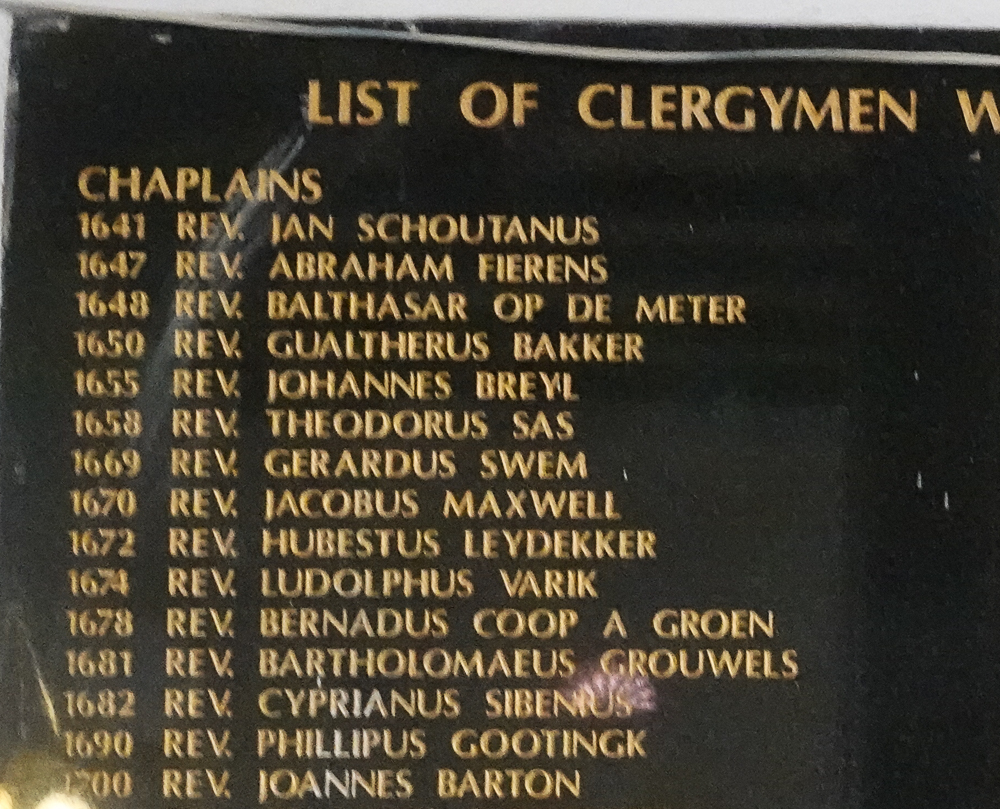 LIST OF CLERGYMEN W
CHAPLAINS
1641 REV. JAN SCHOUTANUS
1647 REV. ABRAHAM FIERENS
1648 REV. BALTHASAR OP DE METER
1650 REV. GUALTHERUS BAKKER
1655 REV. JOHANNES BREYL
1658 REV. THEODORUS SAS
1669 REV. GERARDUS SWEM
1670 REV. JACOBUS MAXWELL
1672 REV. HUBESTUS LEYDEKKER
1674 REV. LUDOLPHUS VARIK
1678 REV. BERNADUS COOP A GROEN
1681 REV. BARTHOLOMAEUS GROUWELS
1682 REV. CYPRIANUS SIBENIUS
1690 REV. PHILLIPUS GOOTINGK
1700 REV. JOANNES BARTON